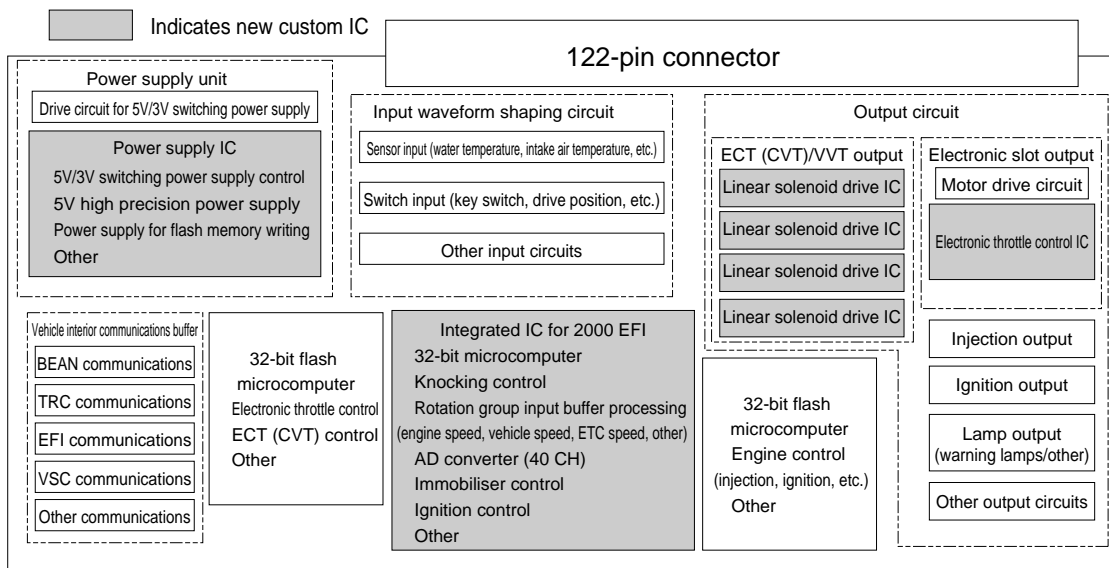 Indicates new custom IC
122-pin connector
Power supply unit
Drive circuit for 5V/3V switching power supply
Power supply IC
5V/3V switching power supply control
5V high precision power supply
Power supply for flash memory writing
Other
Input waveform shaping circuit
Sensor input (water temperature, intake air temperature, etc.)
Switch input (key switch, drive position, etc.)
Other input circuits
Output circuit
ECT (CVT)/VVT output
Linear solenoid drive IC
Linear solenoid drive IC
Linear solenoid drive IC
Linear solenoid drive IC
Electronic slot output
Motor drive circuit
Electronic throttle control IC
Injection output
Ignition output
Lamp output
(warning lamps/other)
Other output circuits
Vehicle interior communications buffer
BEAN communications
TRC communications
EFI communications
VSC communications
Other communications
32-bit flash
microcomputer
Electronic throttle control
ECT (CVT) control
Other
Integrated IC for 2000 EFI
32-bit microcomputer
Knocking control
Rotation group input buffer processing
(engine speed, vehicle speed, ETC speed, other)
AD converter (40 CH)
Immobiliser control
Ignition control
Other
32-bit flash
microcomputer
Engine control
(injection, ignition, etc.)
Other